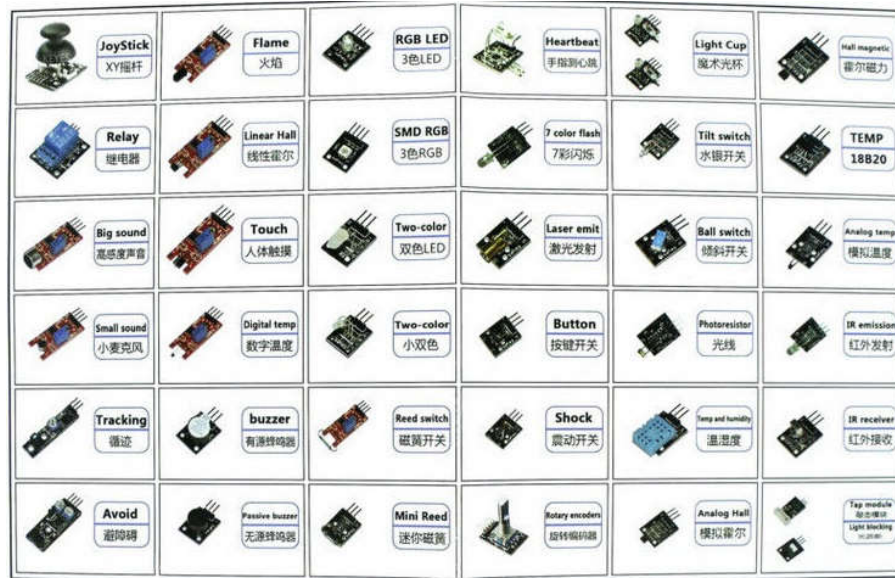 JoyStick
XY摇杆
Flame
火焰
RGB LED
3色LED
Heartbeat
手指测心跳
Light Cup
魔术光杯
Hall magnetic
霍尔磁力
Relay
继电器
Linear Hall
线性霍尔
SMD RGB
3色RGB
7 color flash
7彩闪烁
Tilt switch
水银开关
TEMP
18B20
Big sound
高感度声音
Touch
人体触摸
Two-color
双色LED
Laser emit
激光发射
Ball switch
倾斜开关
Analog temp
模拟温度
Small sound
小麦克风
Digital temp
数字温度
Two-color
小双色
Button
按键开关
Photoresistor
光线
IR emission
红外发射
Tracking
循迹
buzzer
有源蜂鸣器
Reed switch
磁簧开关
Shock
震动开关
Temp and humidity
温湿度
IR receiver
红外接收
Avoid
避障碍
Passive buzzer
无源蜂鸣器
Mini Reed
迷你磁簧
Rotary encoders
旋转编码器
Analog Hall
模拟霍尔
Tap module
Light blocking